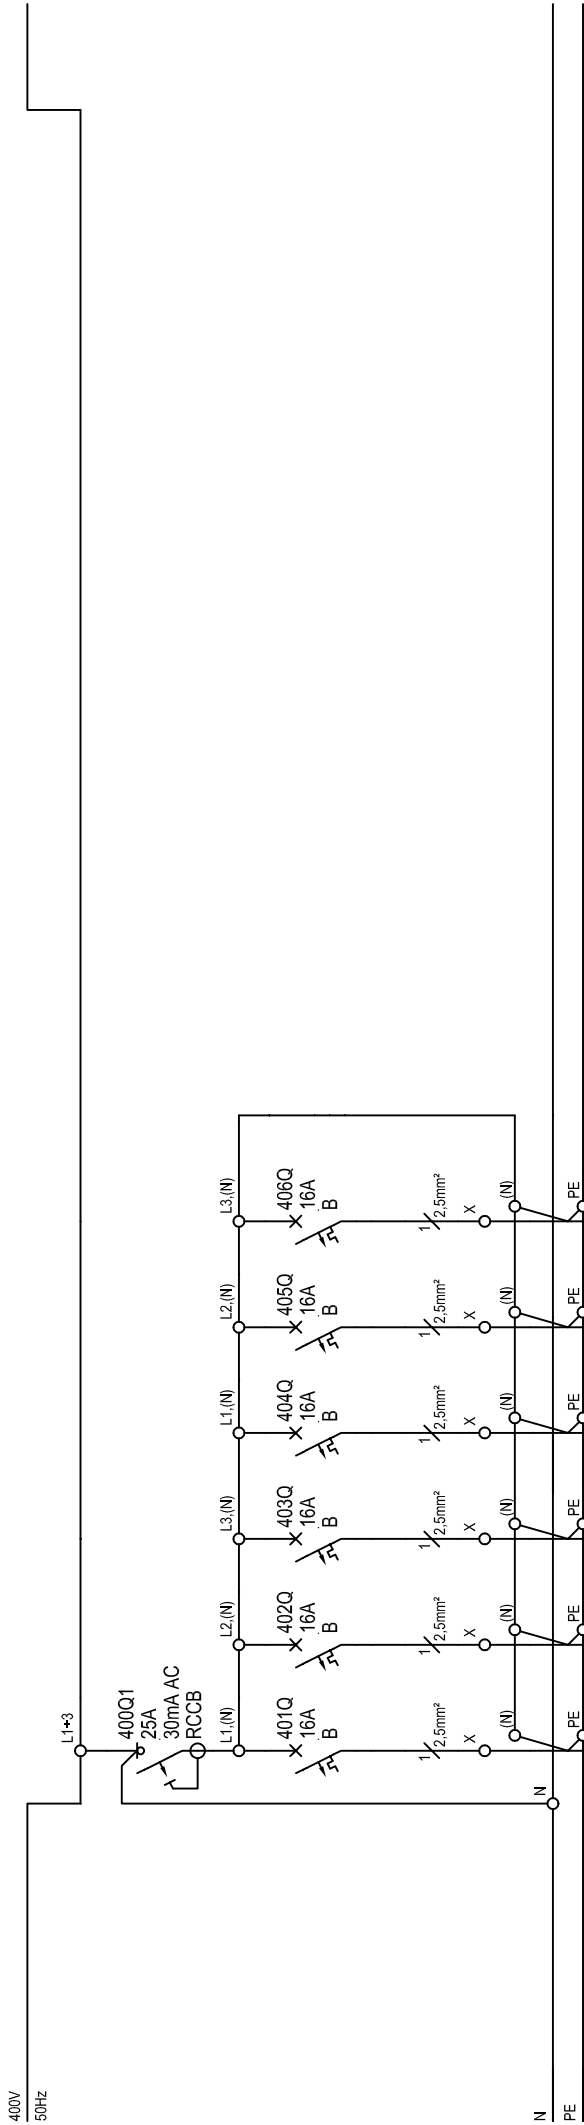 400V
50Hz
L1÷3
400Q1
25A
30mA AC
RCCB
L1,(N)
401Q
16A
B
1
2,5mm²
X
(N)
PE
L2,(N)
402Q
16A
B
1
2,5mm²
X
(N)
PE
L3,(N)
403Q
16A
B
1
2,5mm²
X
(N)
PE
L1,(N)
404Q
16A
B
1
2,5mm²
X
(N)
PE
L2,(N)
405Q
16A
B
1
2,5mm²
X
(N)
PE
L3,(N)
406Q
16A
B
1
2,5mm²
X
(N)
PE
N
N
PE